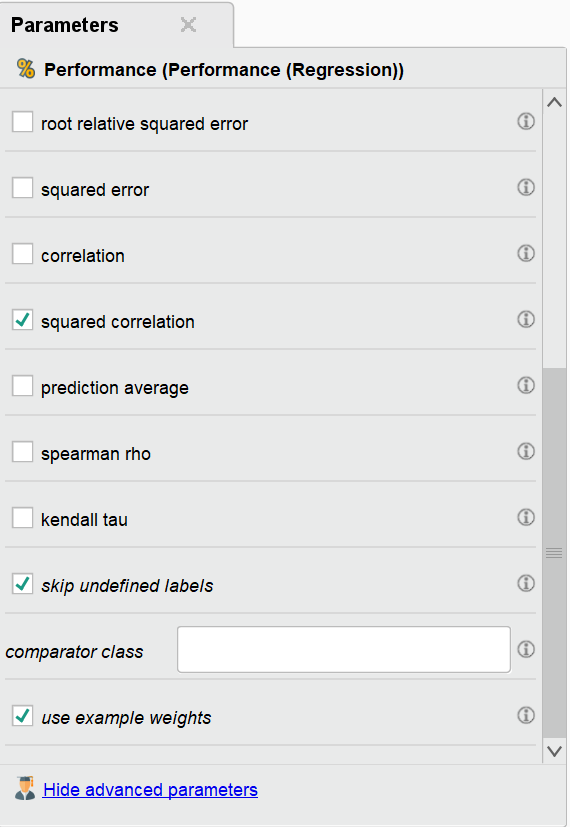 Parameters
Performance (Performance (Regression))
root relative squared error
squared error
correlation
squared correlation
prediction average
spearman rho
kendall tau
skip undefined labels
comparator class
use example weights
Hide advanced parameters